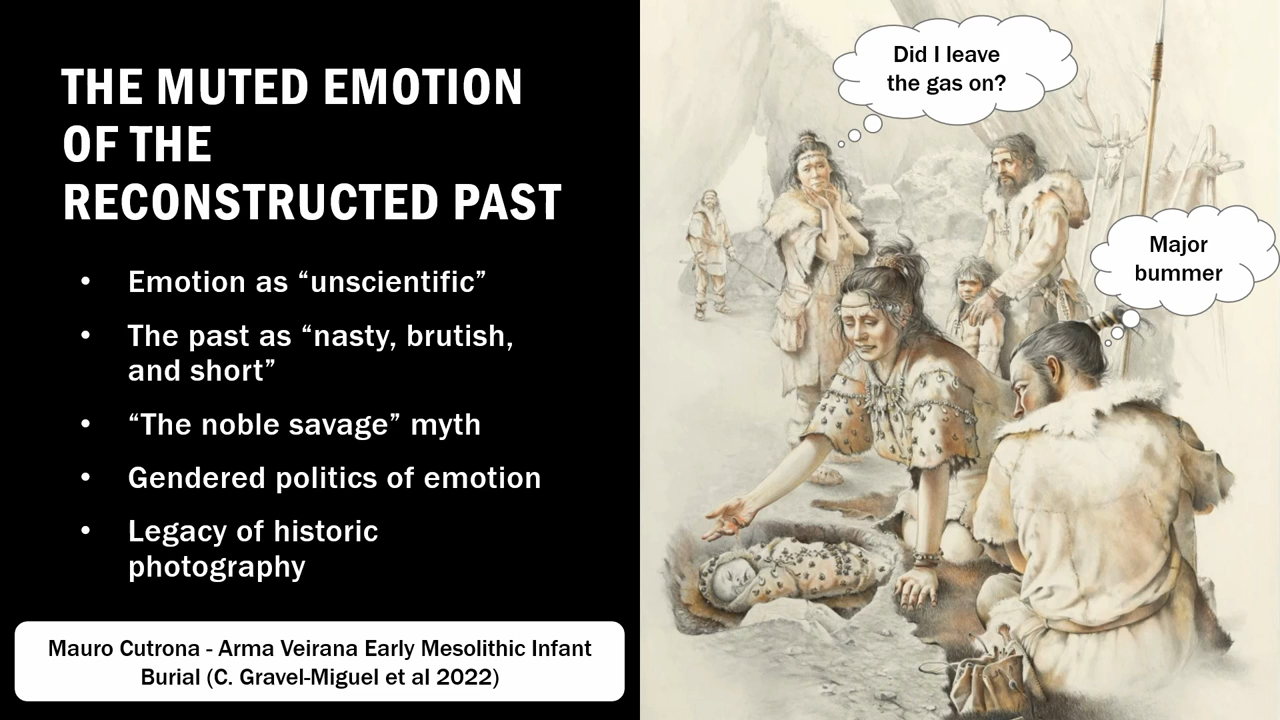 THE MUTED EMOTION
OF THE
RECONSTRUCTED PAST
• Emotion as “unscientific”
• The past as “nasty, brutish,
and short”
• “The noble savage” myth
• Gendered politics of emotion
• Legacy of historic
photography
Mauro Cutrona - Arma Veirana Early Mesolithic Infant
Burial (C. Gravel-Miguel et al 2022)
Did I leave
the gas on?
Major
bummer